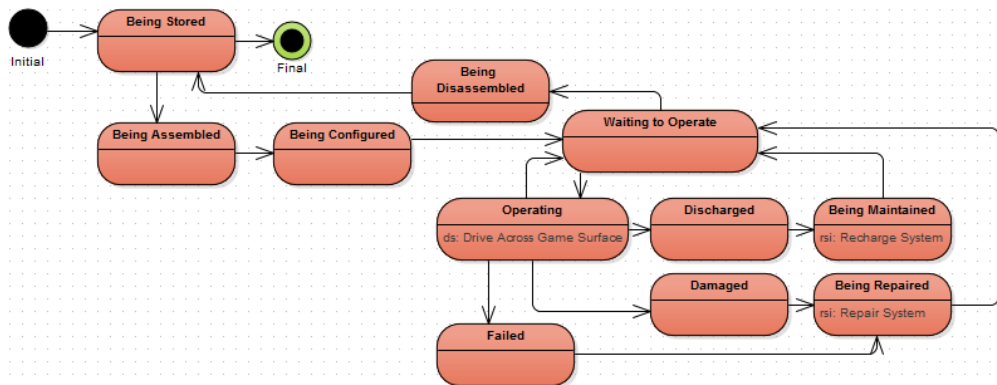 Being Stored
Initial
Final
Being
Disassembled
Being Assembled
Being Configured
Waiting to Operate
Operating
ds: Drive Across Game Surface
Discharged
Being Maintained
rsi: Recharge System
Damaged
Being Repaired
rsi: Repair System
Failed